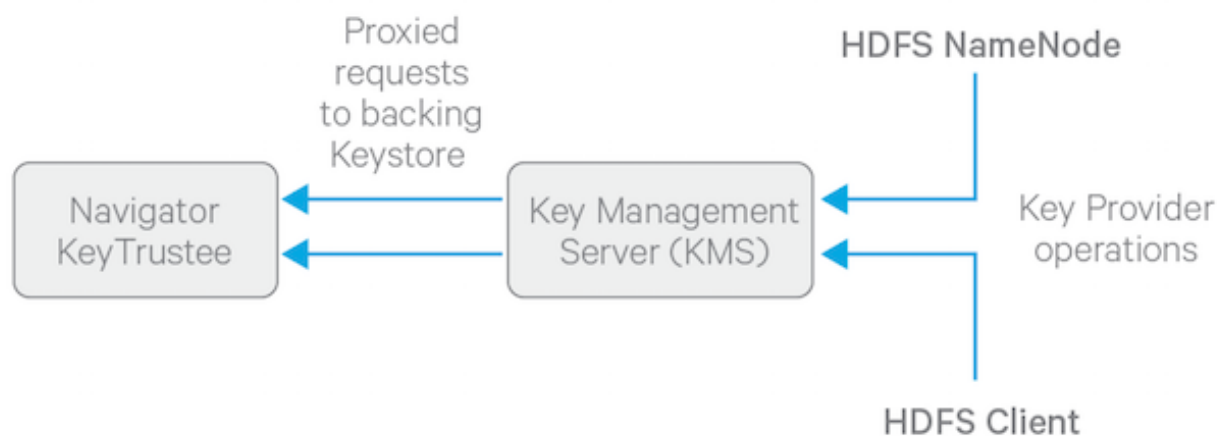 Proxied
requests
to backing
Keystore
HDFS NameNode
Navigator
KeyTrustee
Key Management
Server (KMS)
Key Provider
operations
HDFS Client